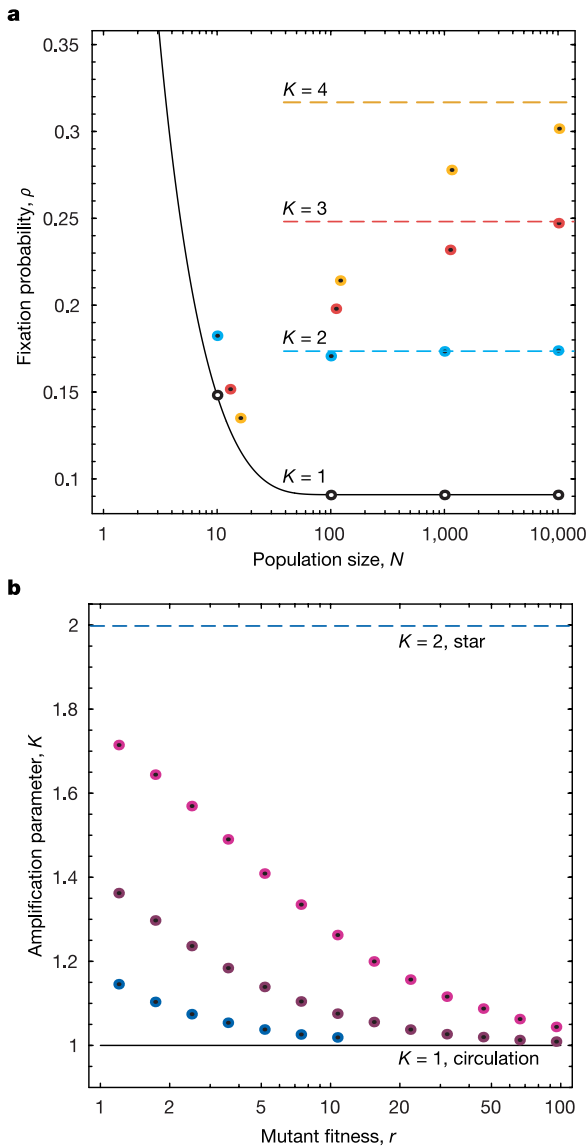 a
0.35
0.3
0.25
0.2
0.15
0.1
Fixation probability, ρ
K = 4
K = 3
K = 2
K = 1
1
10
100
1,000
10,000
Population size, N
b
2
1.8
1.6
1.4
1.2
1
Amplification parameter, K
K = 2, star
K = 1, circulation
1
2
5
10
20
50
100
Mutant fitness, r